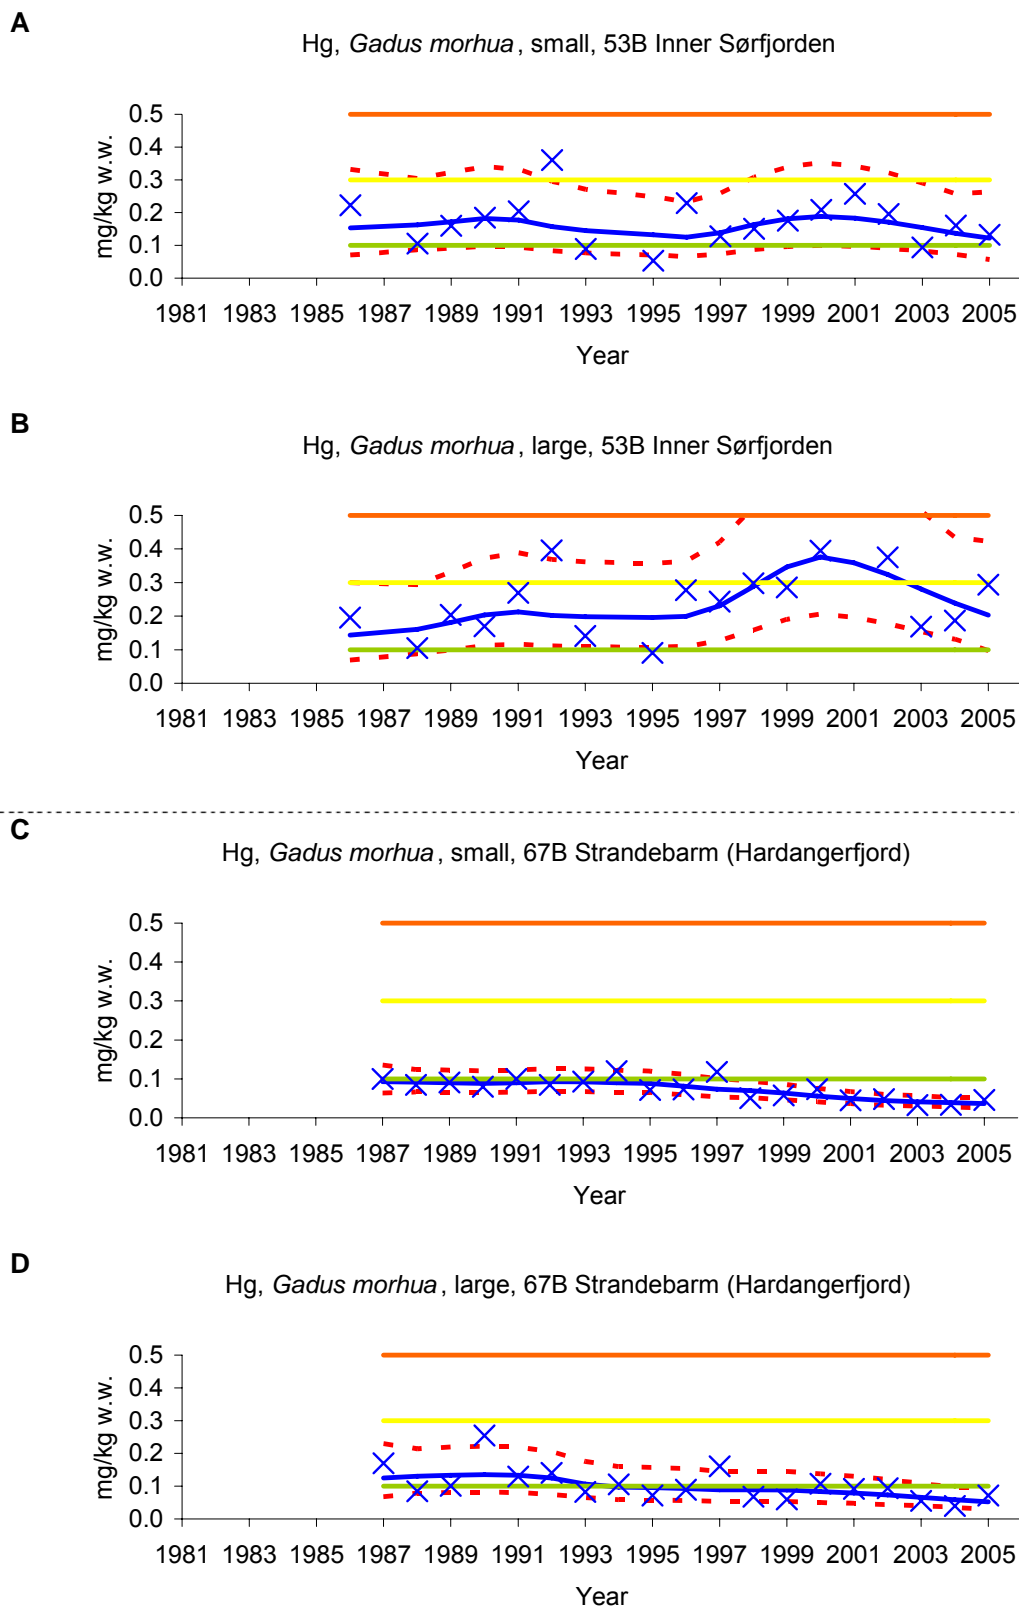 A
Hg, Gadus morhua, small, 53B Inner Sørfjorden
mg/kg w.w.
0.5
0.4
0.3
0.2
0.1
0.0
1981 1983 1985 1987 1989 1991 1993 1995 1997 1999 2001 2003 2005
Year
B
Hg, Gadus morhua, large, 53B Inner Sørfjorden
mg/kg w.w.
0.5
0.4
0.3
0.2
0.1
0.0
1981 1983 1985 1987 1989 1991 1993 1995 1997 1999 2001 2003 2005
Year
C
Hg, Gadus morhua, small, 67B Strandebarm (Hardangerfjord)
mg/kg w.w.
0.5
0.4
0.3
0.2
0.1
0.0
1981 1983 1985 1987 1989 1991 1993 1995 1997 1999 2001 2003 2005
Year
D
Hg, Gadus morhua, large, 67B Strandebarm (Hardangerfjord)
mg/kg w.w.
0.5
0.4
0.3
0.2
0.1
0.0
1981 1983 1985 1987 1989 1991 1993 1995 1997 1999 2001 2003 2005
Year